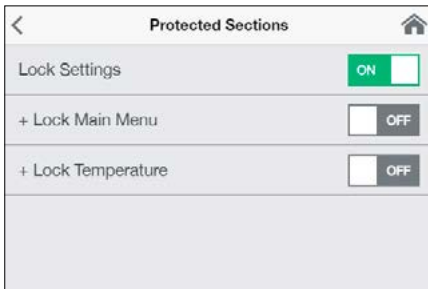 Protected Sections
Lock Settings ON
+ Lock Main Menu OFF
+ Lock Temperature OFF